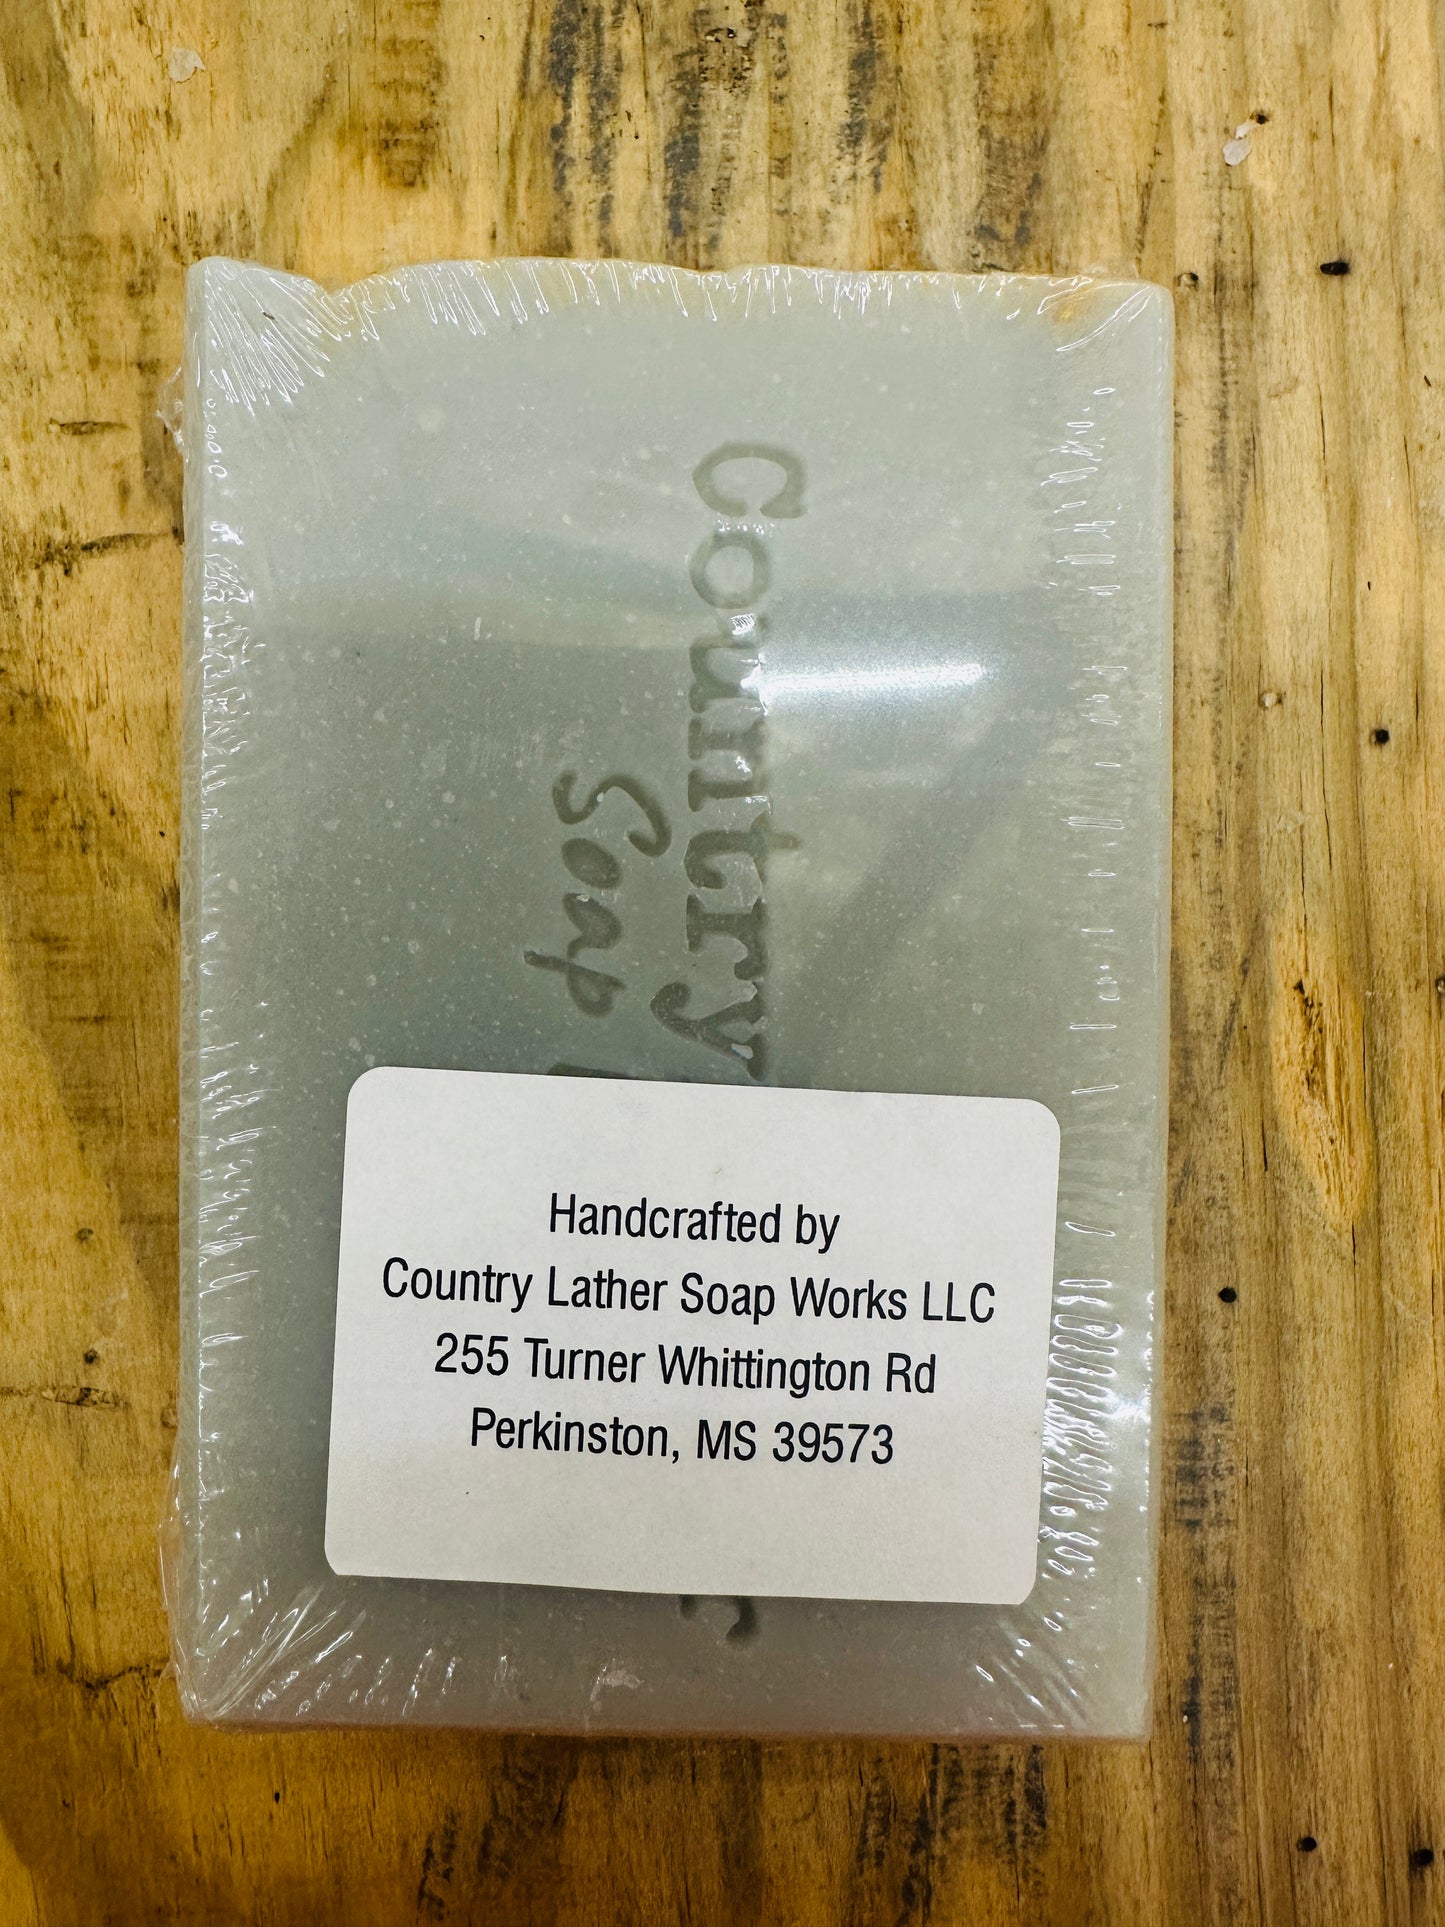 Country
Soap
Handcrafted by
Country Lather Soap Works LLC
255 Turner Whittington Rd
Perkinston, MS 39573